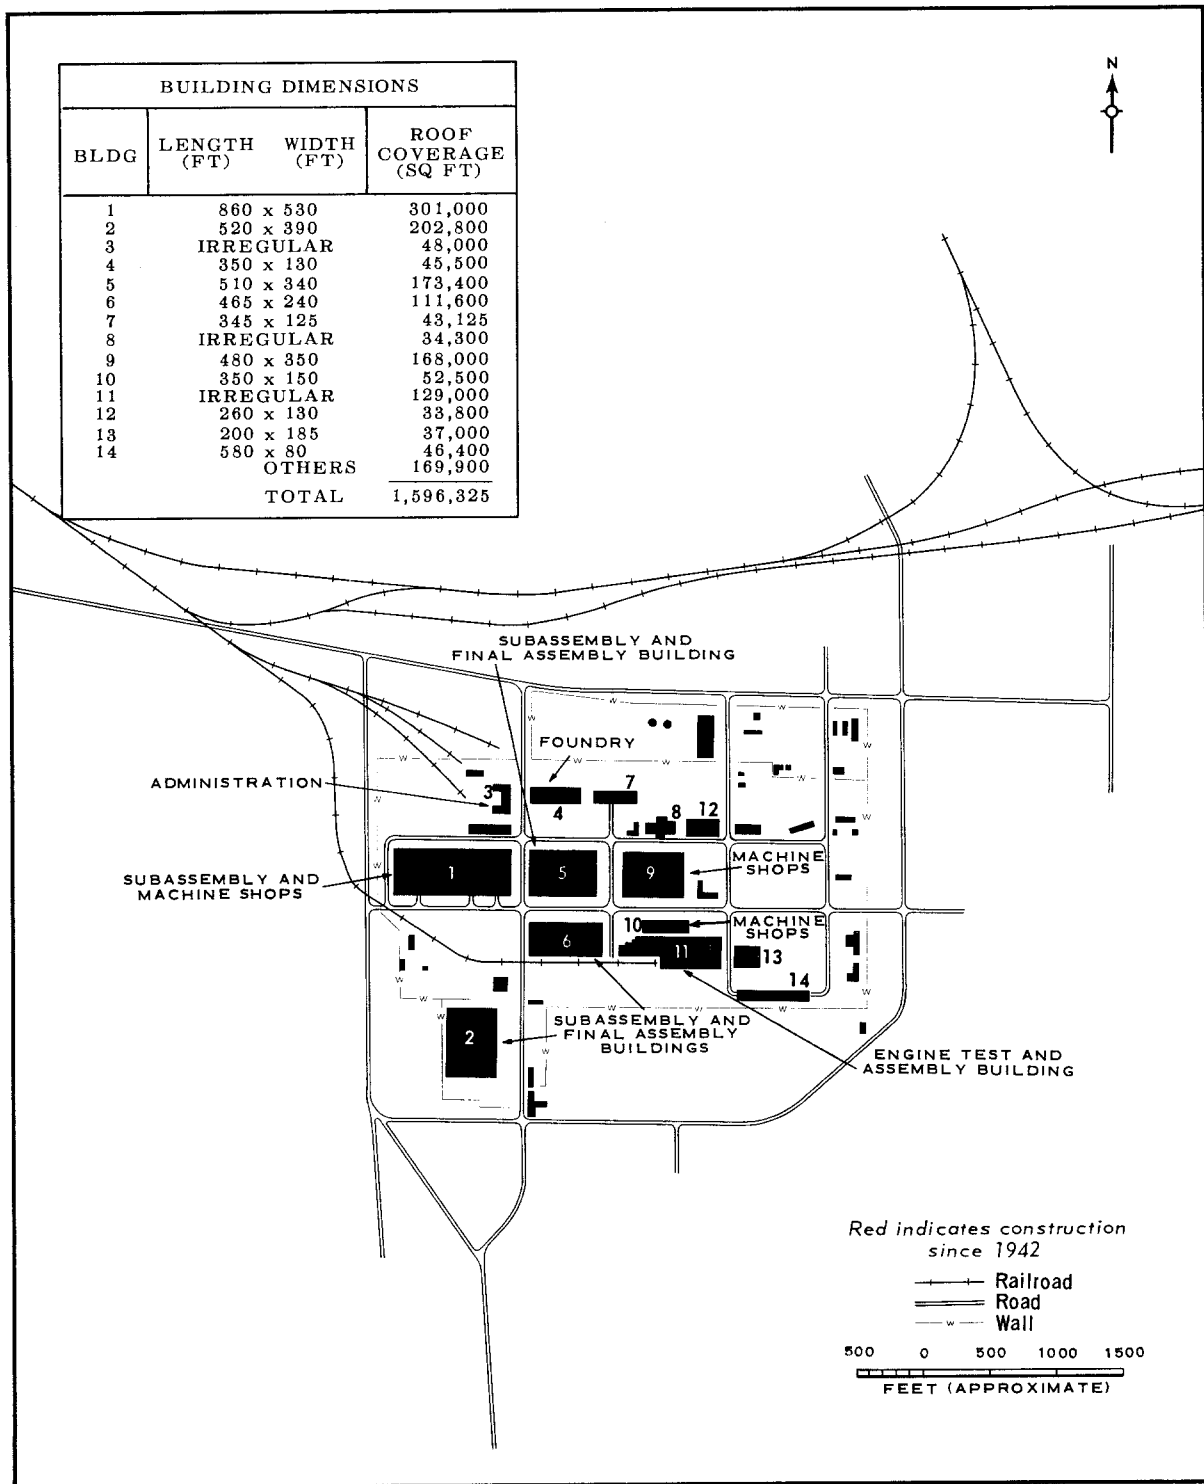 BUILDING DIMENSIONS
BLDG LENGTH (FT) WIDTH (FT) ROOF COVERAGE (SQ FT)
1 860 x 530 301,000
2 520 x 390 202,800
3 IRREGULAR 48,000
4 350 x 130 45,500
5 510 x 340 173,400
6 465 x 240 111,600
7 345 x 125 43,125
8 IRREGULAR 34,300
9 480 x 350 168,000
10 350 x 150 52,500
11 IRREGULAR 129,000
12 260 x 130 33,800
13 200 x 185 37,000
14 580 x 80 46,400
OTHERS 169,900
TOTAL 1,596,325
N
SUBASSEMBLY AND
FINAL ASSEMBLY BUILDING
W
W
FOUNDRY
W
W
W
W
W
ADMINISTRATION
3
4
7
8
12
W
W
SUBASSEMBLY AND
MACHINE SHOPS
1
5
9
MACHINE
SHOPS
10
MACHINE
SHOPS
6
11
13
14
W
W
W
W
W
W
W
2
W
W
W
W
SUBASSEMBLY AND
FINAL ASSEMBLY
BUILDINGS
ENGINE TEST AND
ASSEMBLY BUILDING
Red indicates construction
since 1942
Railroad
Road
W Wall
500 0 500 1000 1500
FEET (APPROXIMATE)